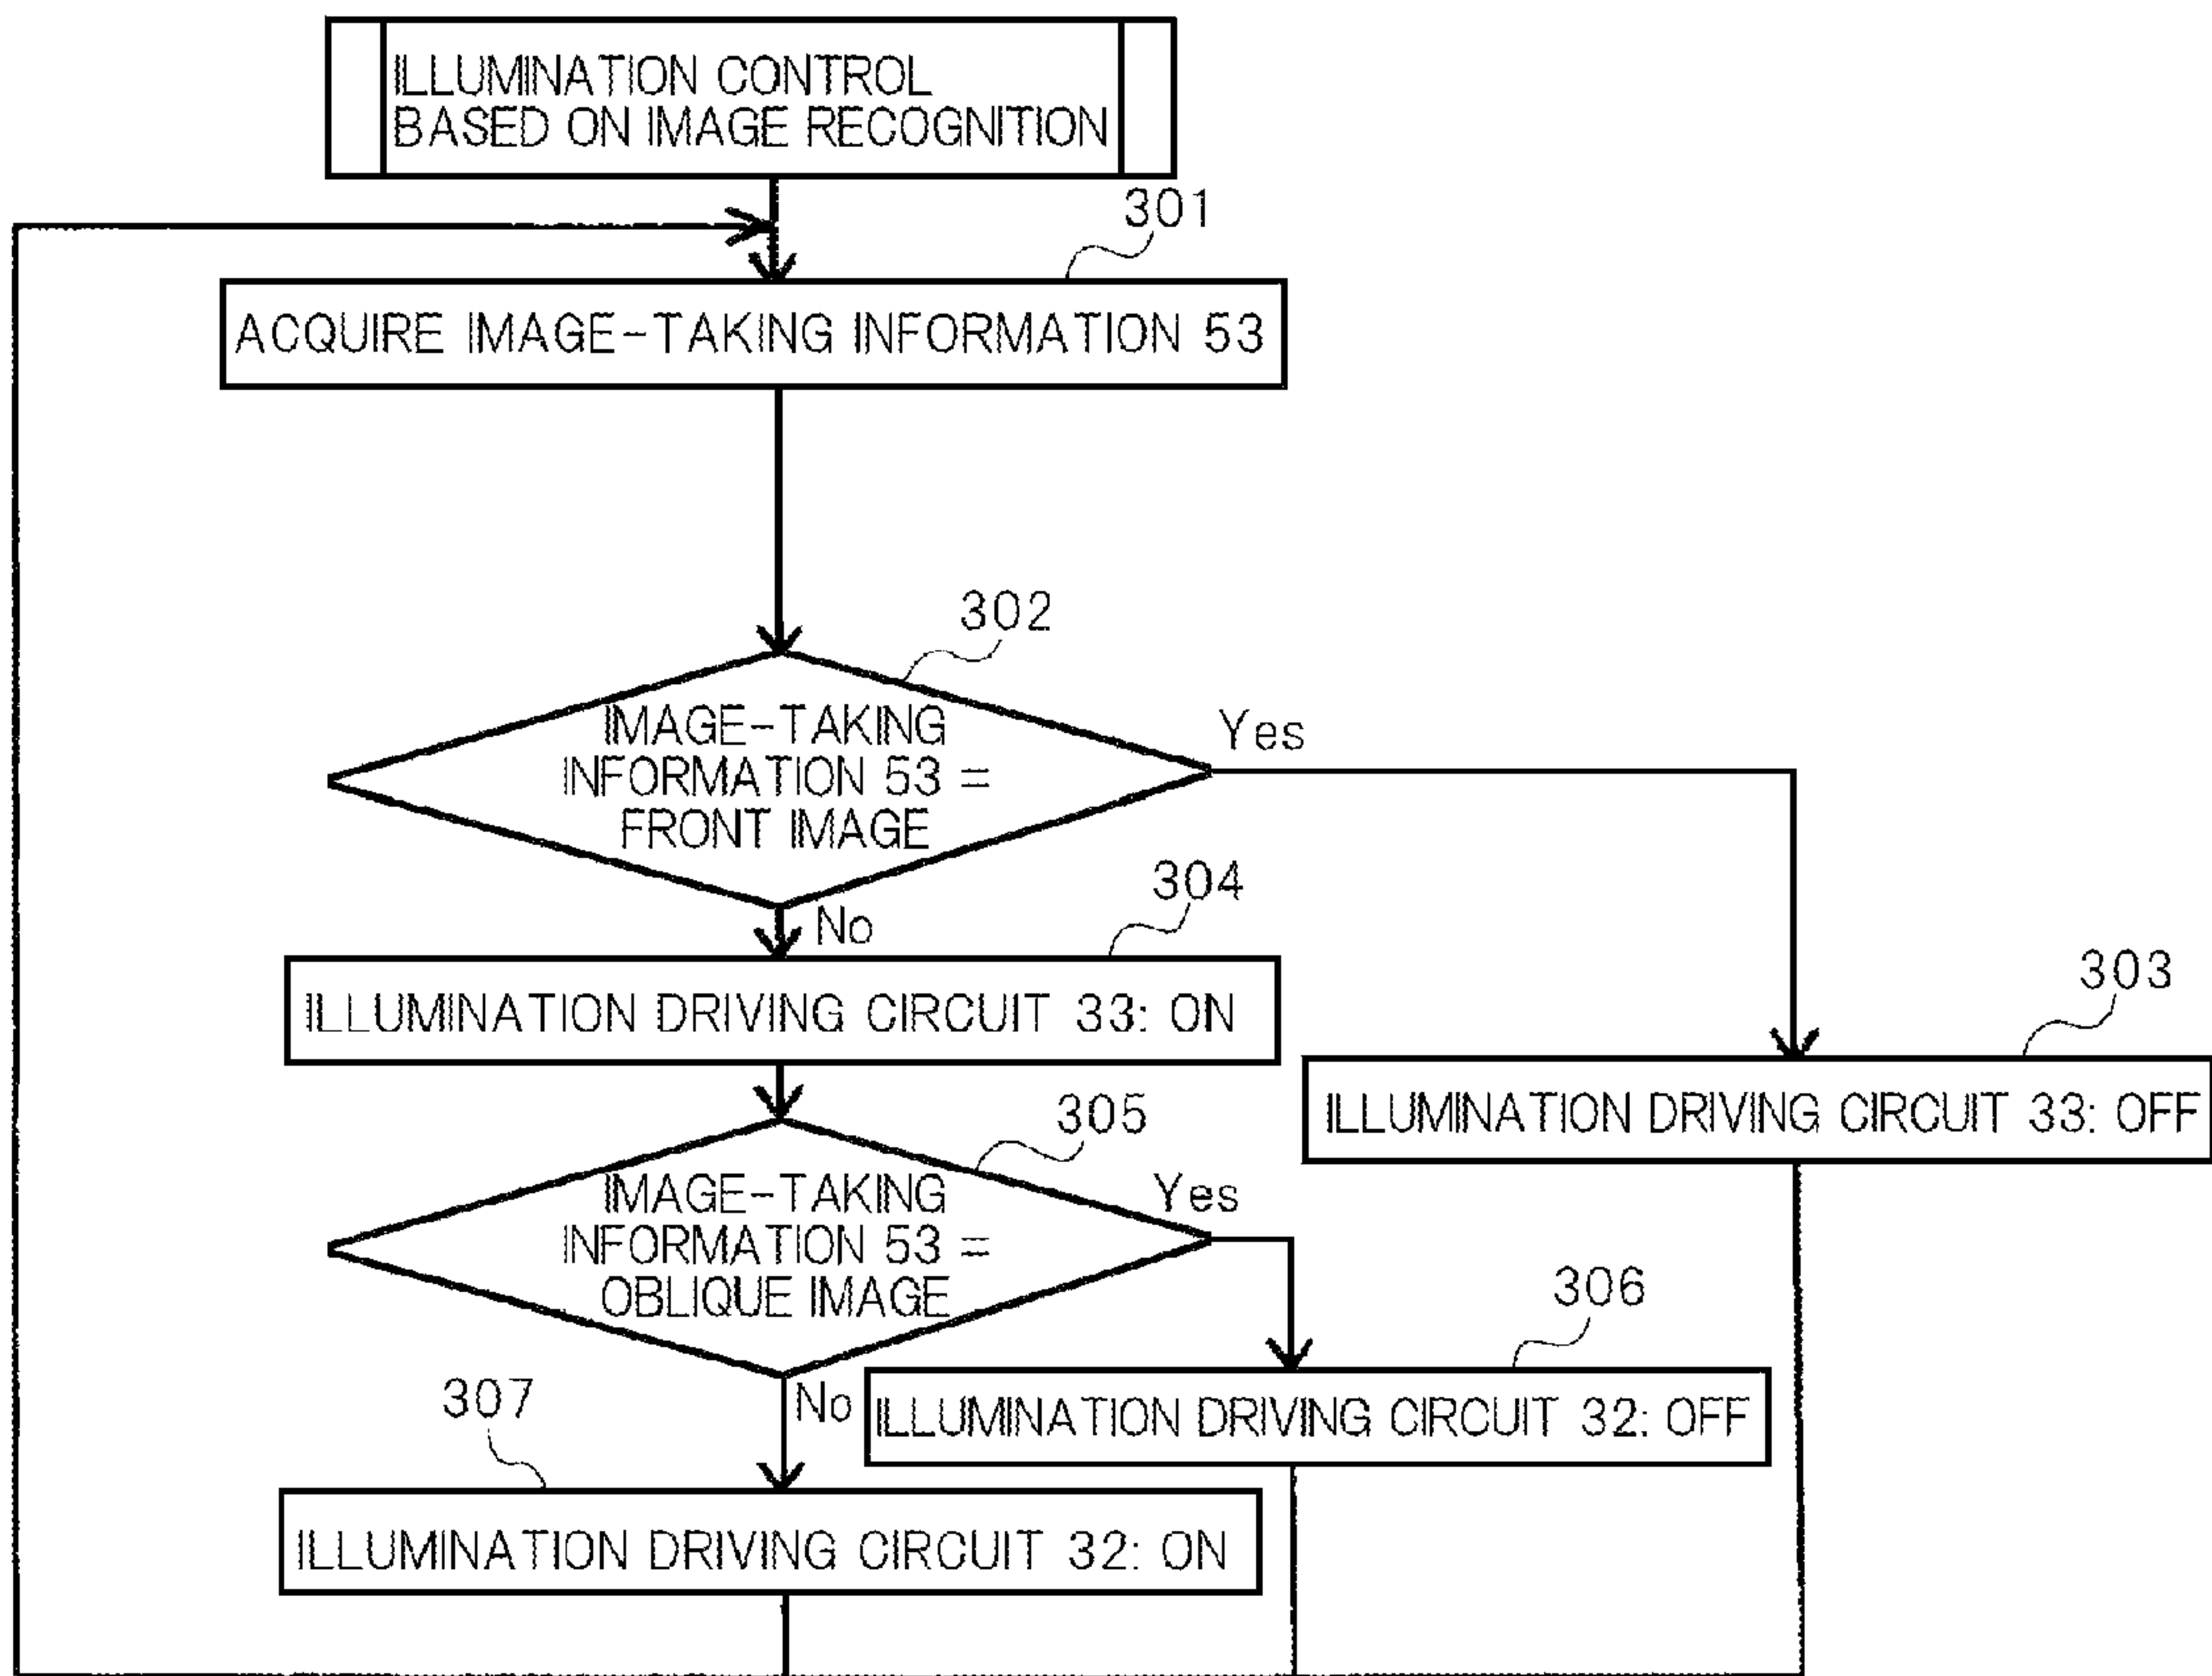 ILLUMINATION CONTROL
BASED ON IMAGE RECOGNITION
301
ACQUIRE IMAGE-TAKING INFORMATION 53
302
IMAGE-TAKING
INFORMATION 53 =
FRONT IMAGE
Yes
No
304
ILLUMINATION DRIVING CIRCUIT 33: ON
303
ILLUMINATION DRIVING CIRCUIT 33: OFF
305
IMAGE-TAKING
INFORMATION 53 =
OBLIQUE IMAGE
Yes
No
306
ILLUMINATION DRIVING CIRCUIT 32: OFF
307
ILLUMINATION DRIVING CIRCUIT 32: ON